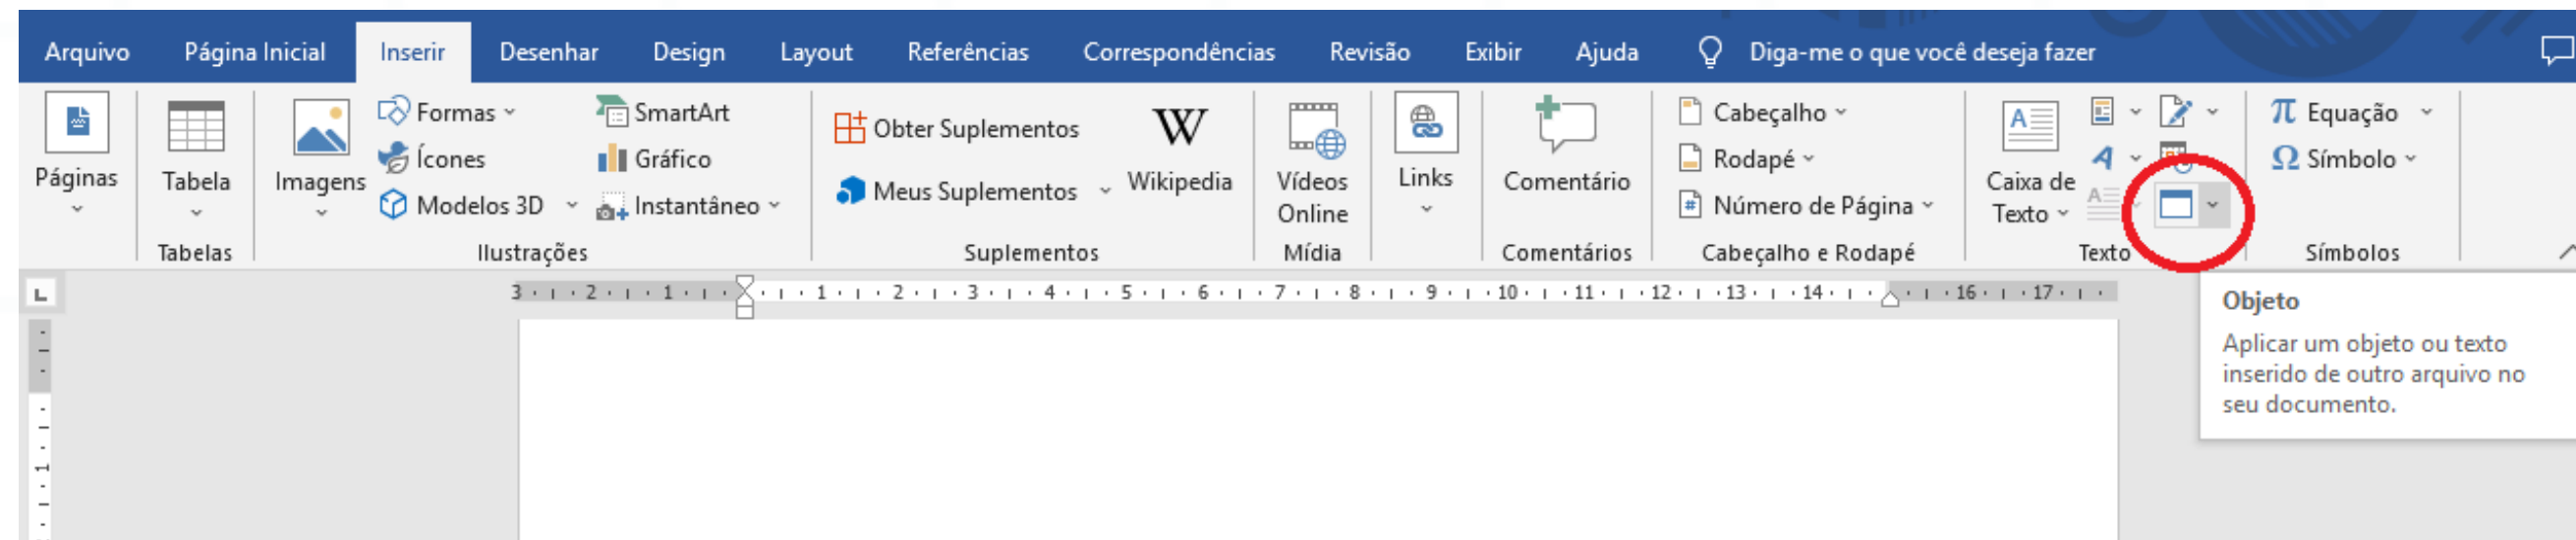 Arquivo Página Inicial Inserir Desenhar Design Layout Referências Correspondências Revisão Exibir Ajuda Diga-me o que você deseja fazer
Páginas
Tabela
Tabelas
Imagens
Formas
Ícones
Modelos 3D
SmartArt
Gráfico
Instantâneo
Ilustrações
Obter Suplementos
Meus Suplementos
W
Wikipedia
Suplementos
Vídeos
Online
Mídia
Links
Comentário
Comentários
Cabeçalho
Rodapé
# Número de Página
Cabeçalho e Rodapé
A
Caixa de
Texto
A
A
Texto
π Equação
Ω Símbolo
Símbolos
L
3 2 1 1 2 3 4 5 6 7 8 9 10 11 12 13 14 16 17
1
Objeto
Aplicar um objeto ou texto
inserido de outro arquivo no
seu documento.